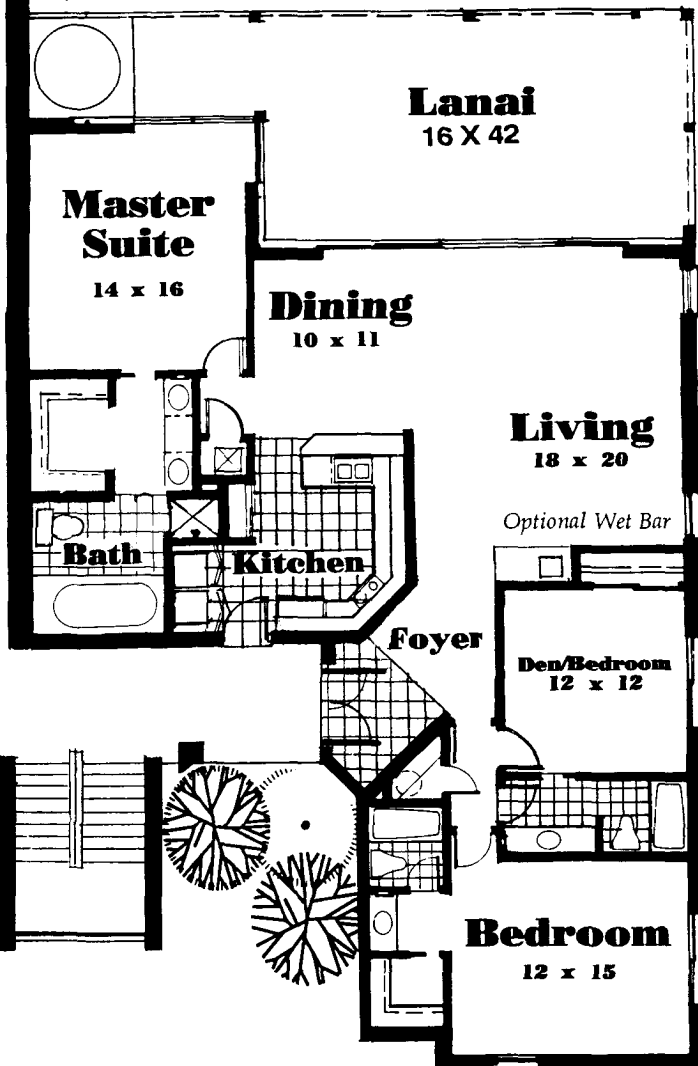 Lanai
16 X 42
Master
Suite
14 x 16
Dining
10 x 11
Living
18 x 20
Optional Wet Bar
Bath
Kitchen
Foyer
Den/Bedroom
12 x 12
Bedroom
12 x 15